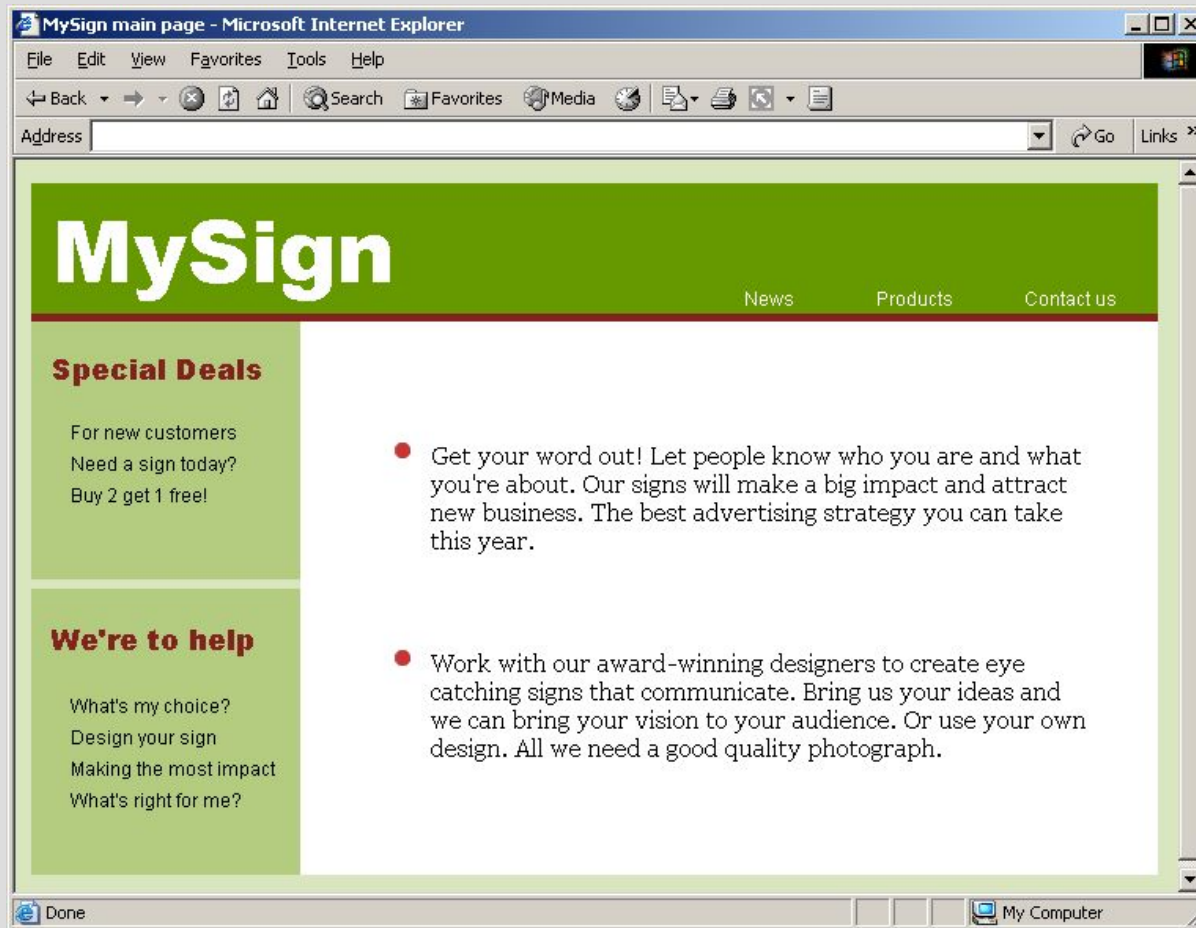 MySign main page - Microsoft Internet Explorer
File Edit View Favorites Tools Help
Back Search Favorites Media
Address Go Links »
MySign
News Products Contact us
Special Deals
For new customers
Need a sign today?
Buy 2 get 1 free!
We're to help
What's my choice?
Design your sign
Making the most impact
What's right for me?
Get your word out! Let people know who you are and what
you're about. Our signs will make a big impact and attract
new business. The best advertising strategy you can take
this year.
Work with our award-winning designers to create eye
catching signs that communicate. Bring us your ideas and
we can bring your vision to your audience. Or use your own
design. All we need a good quality photograph.
Done My Computer